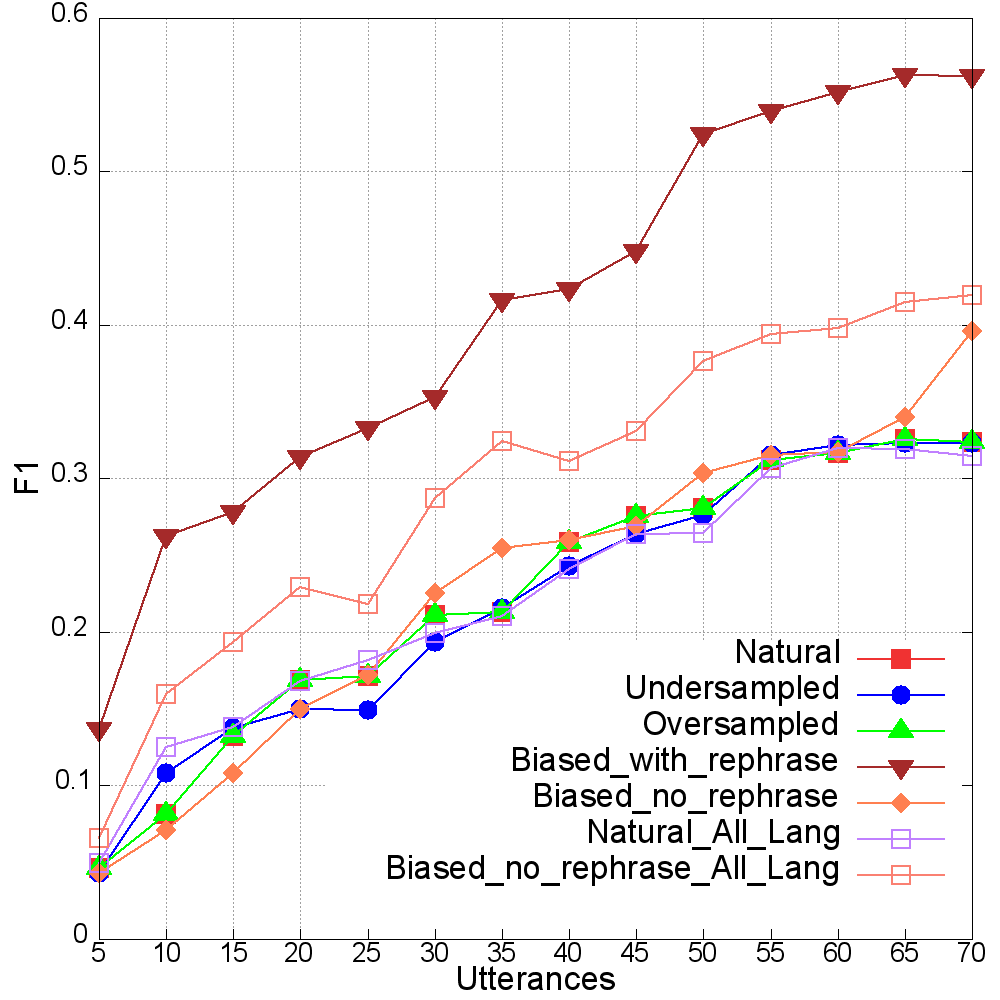 0.6
0.5
0.4
0.3
0.2
0.1
0
F1
Natural
Undersampled
Oversampled
Biased_with_rephrase
Biased_no_rephrase
Natural_All_Lang
Biased_no_rephrase_All_Lang
5 10 15 20 25 30 35 40 45 50 55 60 65 70
Utterances